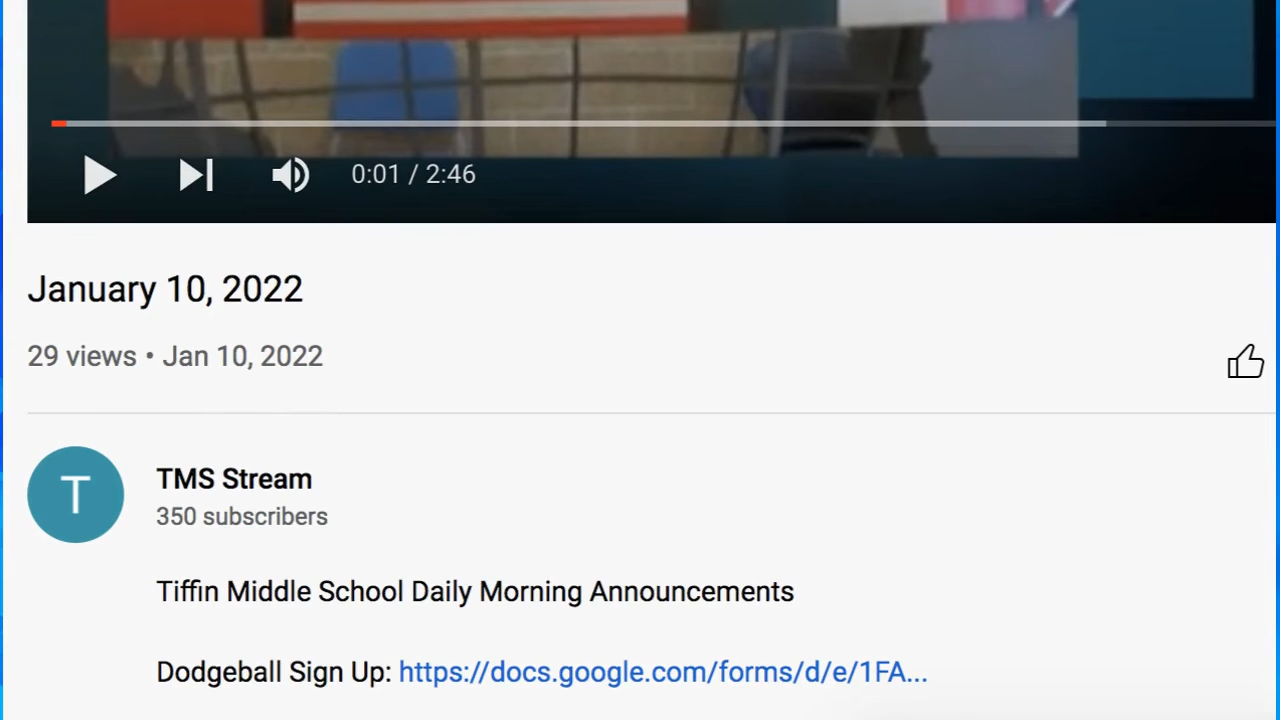 0:01 / 2:46
January 10, 2022
29 views • Jan 10, 2022
T
TMS Stream
350 subscribers
Tiffin Middle School Daily Morning Announcements
Dodgeball Sign Up: https://docs.google.com/forms/d/e/1FA...